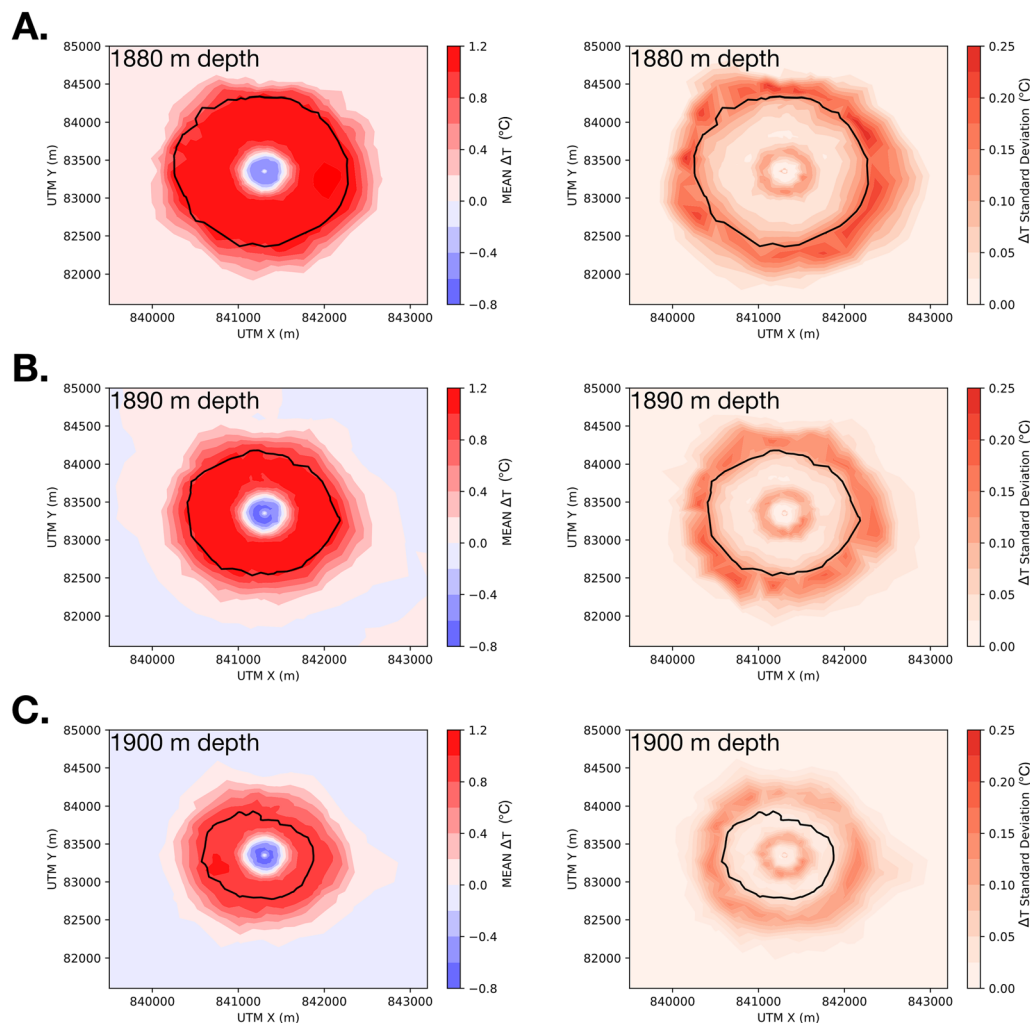 A.
1880 m depth
85000
84500
84000
83500
83000
82500
82000
UTM Y (m)
840000 841000 842000 843000
UTM X (m)
1.2
0.8
0.4
0.0
−0.4
−0.8
MEAN ΔT (°C)
1880 m depth
85000
84500
84000
83500
83000
82500
82000
UTM Y (m)
840000 841000 842000 843000
UTM X (m)
0.25
0.20
0.15
0.10
0.05
0.00
ΔT Standard Deviation (°C)
B.
1890 m depth
85000
84500
84000
83500
83000
82500
82000
UTM Y (m)
840000 841000 842000 843000
UTM X (m)
1.2
0.8
0.4
0.0
−0.4
−0.8
MEAN ΔT (°C)
1890 m depth
85000
84500
84000
83500
83000
82500
82000
UTM Y (m)
840000 841000 842000 843000
UTM X (m)
0.25
0.20
0.15
0.10
0.05
0.00
ΔT Standard Deviation (°C)
C.
1900 m depth
85000
84500
84000
83500
83000
82500
82000
UTM Y (m)
840000 841000 842000 843000
UTM X (m)
1.2
0.8
0.4
0.0
−0.4
−0.8
MEAN ΔT (°C)
1900 m depth
85000
84500
84000
83500
83000
82500
82000
UTM Y (m)
840000 841000 842000 843000
UTM X (m)
0.25
0.20
0.15
0.10
0.05
0.00
ΔT Standard Deviation (°C)